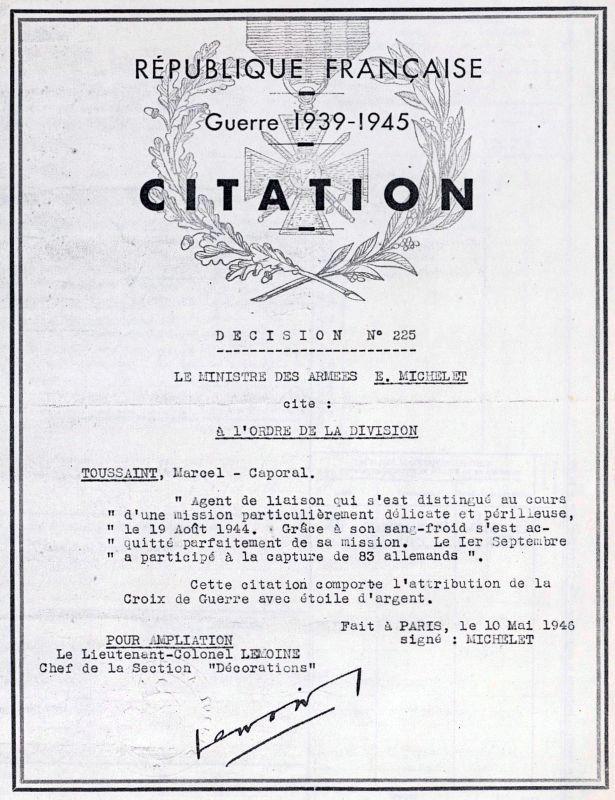 RÉPUBLIQUE FRANÇAISE
Guerre 1939-1945
CITATION
DECISION N° 225
LE MINISTRE DES ARMEES E. MICHELET
cite :
à l'ORDRE DE LA DIVISION
TOUSSAINT, Marcel - Caporal.
" Agent de liaison qui s'est distingué au cours
" d'une mission particulièrement délicate et périlleuse,
" le 19 Août 1944. Grâce à son sang-froid s'est ac-
" quitté parfaitement de sa mission. Le Ier Septembre
" a participé à la capture de 83 allemands ".
Cette citation comporte l'attribution de la
Croix de Guerre avec étoile d'argent.
Fait à PARIS, le 10 Mai 1946
POUR AMPLIATION signé : MICHELET
Le Lieutenant-Colonel LEMOINE
Chef de la Section "Décorations"
Lemoine